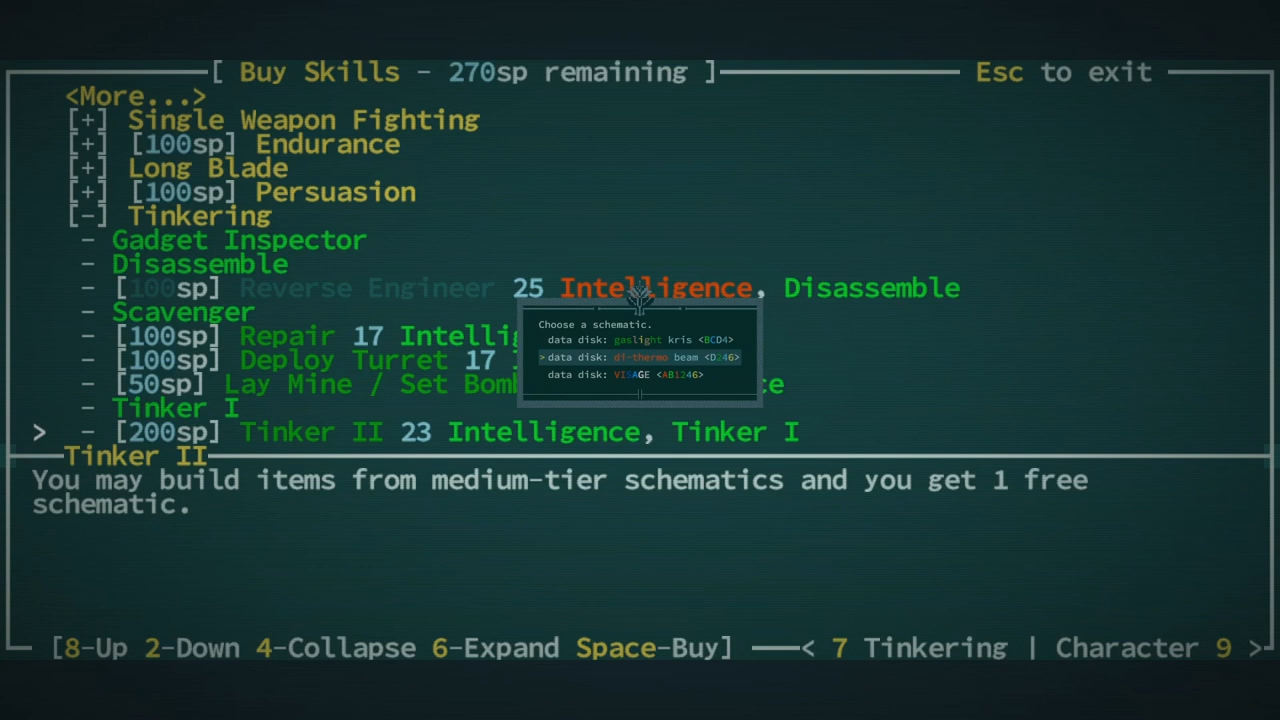 [ Buy Skills - 270sp remaining ] Esc to exit
<More...>
[+] Single Weapon Fighting
[+] [100sp] Endurance
[+] Long Blade
[+] [100sp] Persuasion
[-] Tinkering
- Gadget Inspector
- Disassemble
- [100sp] Reverse Engineer 25 Intelligence, Disassemble
- Scavenger
- [100sp] Repair 17
- [100sp] Deploy Turret 17
- [50sp] Lay Mine / Set
- Tinker I
> - [200sp] Tinker II 23 Intelligence, Tinker I
Choose a schematic.
data disk: gaslight kris <BCD4>
>data disk: di-thermo beam <D246>
data disk: VISAGE <AB1246>
Tinker II
You may build items from medium-tier schematics and you get 1 free
schematic.
[8-Up 2-Down 4-Collapse 6-Expand Space-Buy] < 7 Tinkering | Character 9 >